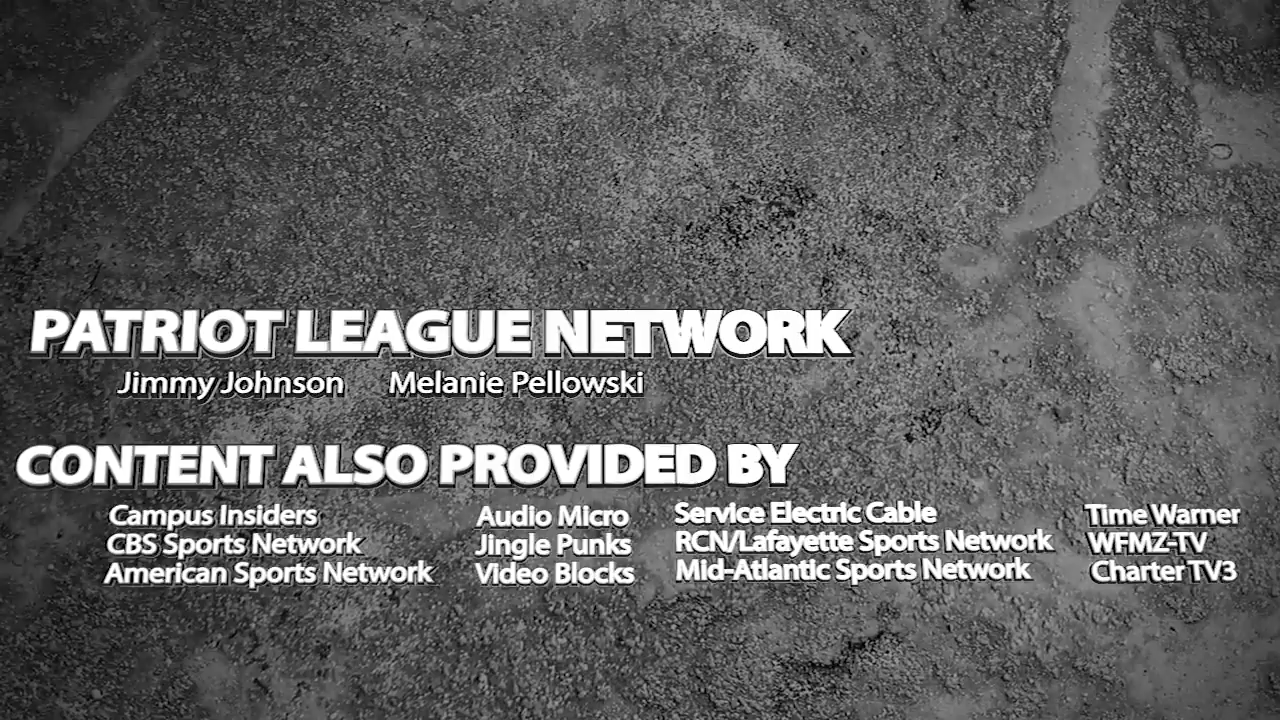 PATRIOT LEAGUE NETWORK
Jimmy Johnson Melanie Pellowski
CONTENT ALSO PROVIDED BY
Campus Insiders Audio Micro Service Electric Cable Time Warner
CBS Sports Network Jingle Punks RCN/Lafayette Sports Network WFMZ-TV
American Sports Network Video Blocks Mid-Atlantic Sports Network Charter TV3